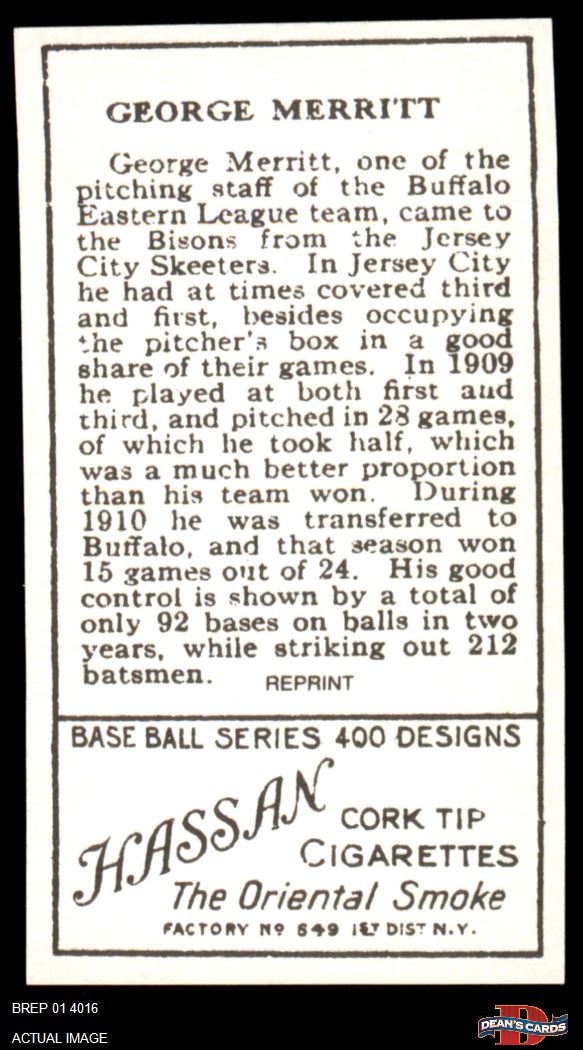 GEORGE MERRITT
George Merritt, one of the
pitching staff of the Buffalo
Eastern League team, came to
the Bisons from the Jersey
City Skeeters. In Jersey City
he had at times covered third
and first, besides occupying
the pitcher's box in a good
share of their games. In 1909
he played at both first and
third, and pitched in 28 games,
of which he took half, which
was a much better proportion
than his team won. During
1910 he was transferred to
Buffalo, and that season won
15 games out of 24. His good
control is shown by a total of
only 92 bases on balls in two
years, while striking out 212
batsmen. REPRINT
BASE BALL SERIES 400 DESIGNS
HASSAN
CORK TIP
CIGARETTES
The Oriental Smoke
FACTORY Nº 649 1ST DIST N.Y.
BREP 01 4016
ACTUAL IMAGE
D
DEAN'S CARDS